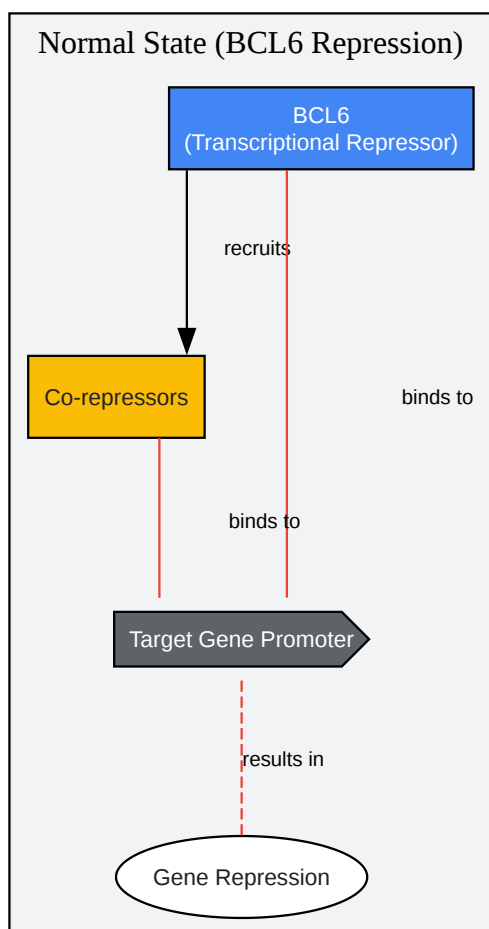 Normal State (BCL6 Repression)
BCL6
(Transcriptional Repressor)
recruits
Co-repressors
binds to
binds to
Target Gene Promoter
results in
Gene Repression